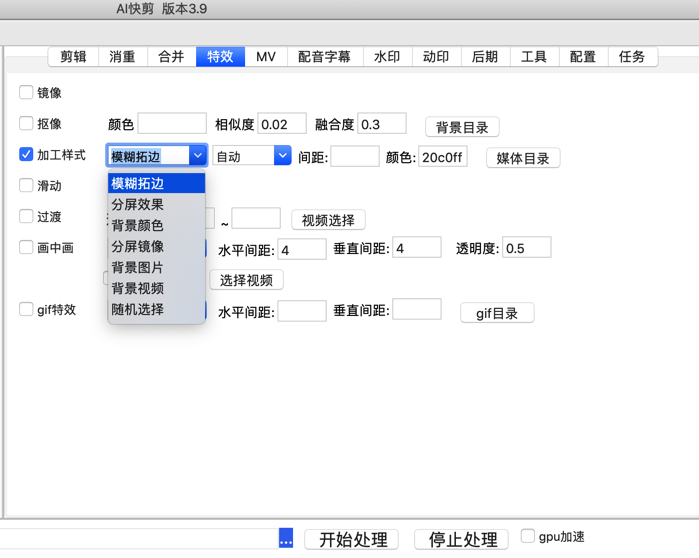 AI快剪 版本3.9
剪辑 消重 合并 特效 MV 配音字幕 水印 动印 后期 工具 配置 任务
镜像
抠像 颜色 相似度 0.02 融合度 0.3 背景目录
加工样式 模糊拓边 自动 间距: 颜色: 20c0ff 媒体目录
模糊拓边
滑动
分屏效果
过渡 ~ 视频选择
背景颜色
画中画 分屏镜像 水平间距: 4 垂直间距: 4 透明度: 0.5
背景图片
选择视频
背景视频
gif特效 随机选择 水平间距: 垂直间距: gif目录
... 开始处理 停止处理 gpu加速